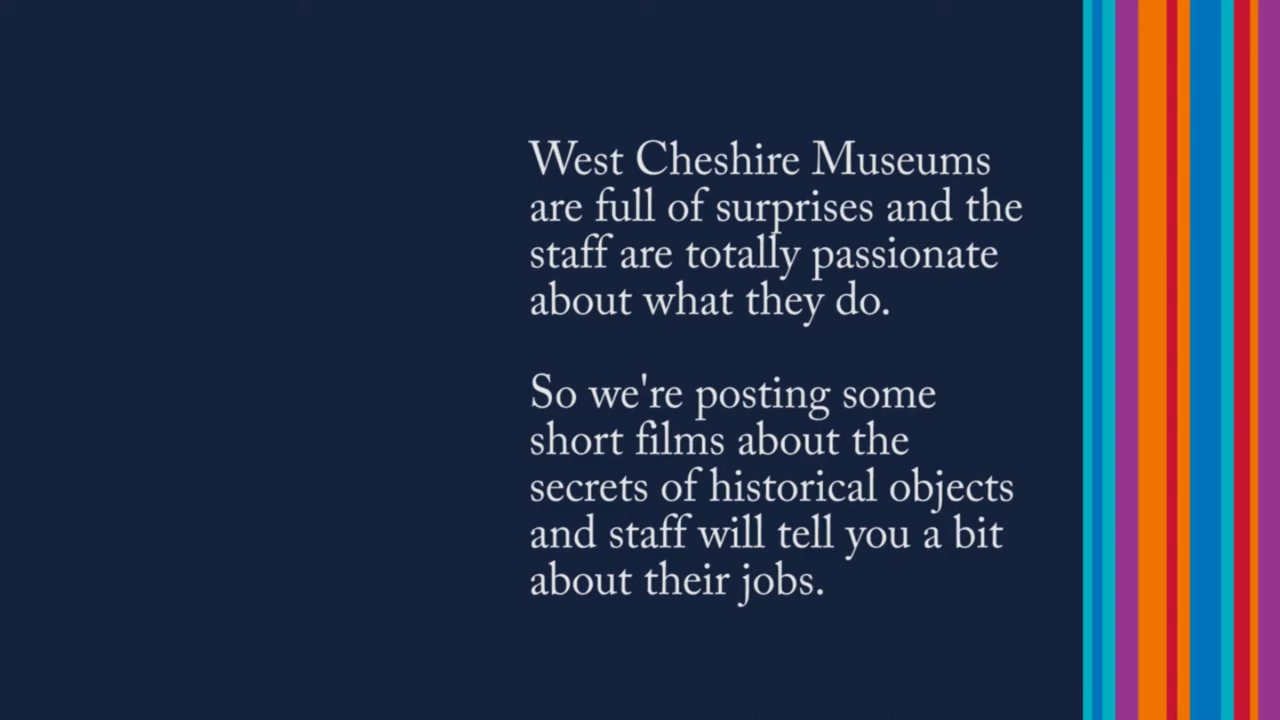 West Cheshire Museums
are full of surprises and the
staff are totally passionate
about what they do.
So we're posting some
short films about the
secrets of historical objects
and staff will tell you a bit
about their jobs.